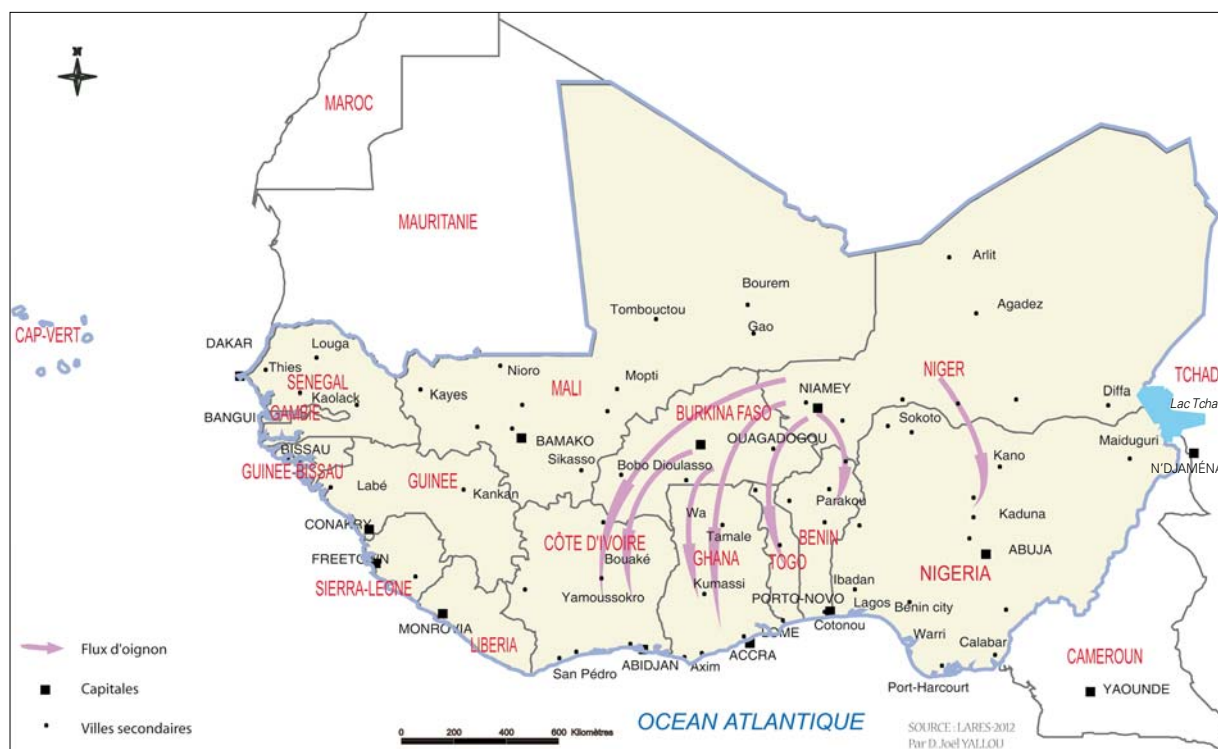 N
MAROC
MAURITANIE
Arlit
Bourem
Agadez
Tombouctou
Gao
CAP-VERT
DAKAR
Louga
Thies
Nioro
SENEGAL
Kayes
MALI
Mopti
NIGER
TCHAD
Kaolack
NIAMEY
Diffa
Lac Tcha
GAMBIE
BANGUI
BURKINA FASO
Sokoto
OUAGADOGOU
BAMAKO
Maiduguri
BISSAU
Sikasso
Kano
GUINEE-BISSAU
Bobo Dioulasso
N'DJAMÉNA
GUINEE
Labé
Kankan
Parakou
Wa
Kaduna
CONAKRY
Tamale
CÔTE D'IVOIRE
BENIN
ABUJA
FREETOWN
Bouaké
GHANA
TOGO
NIGERIA
SIERRA-LEONE
Kumassi
Ibadan
Yamoussokro
PORTO-NOVO
Lagos
Benin city
MONROVIA
Cotonou
LOME
Warri
LIBERIA
Calabar
ABIDJAN
Axim
ACCRA
CAMEROUN
San Pédro
Port-Harcourt
YAOUNDE
Flux d'oignon
Capitales
Villes secondaires
0 200 400 600 Kilomètres
OCEAN ATLANTIQUE
SOURCE : LARES-2012
Par D. Joël YALLOU